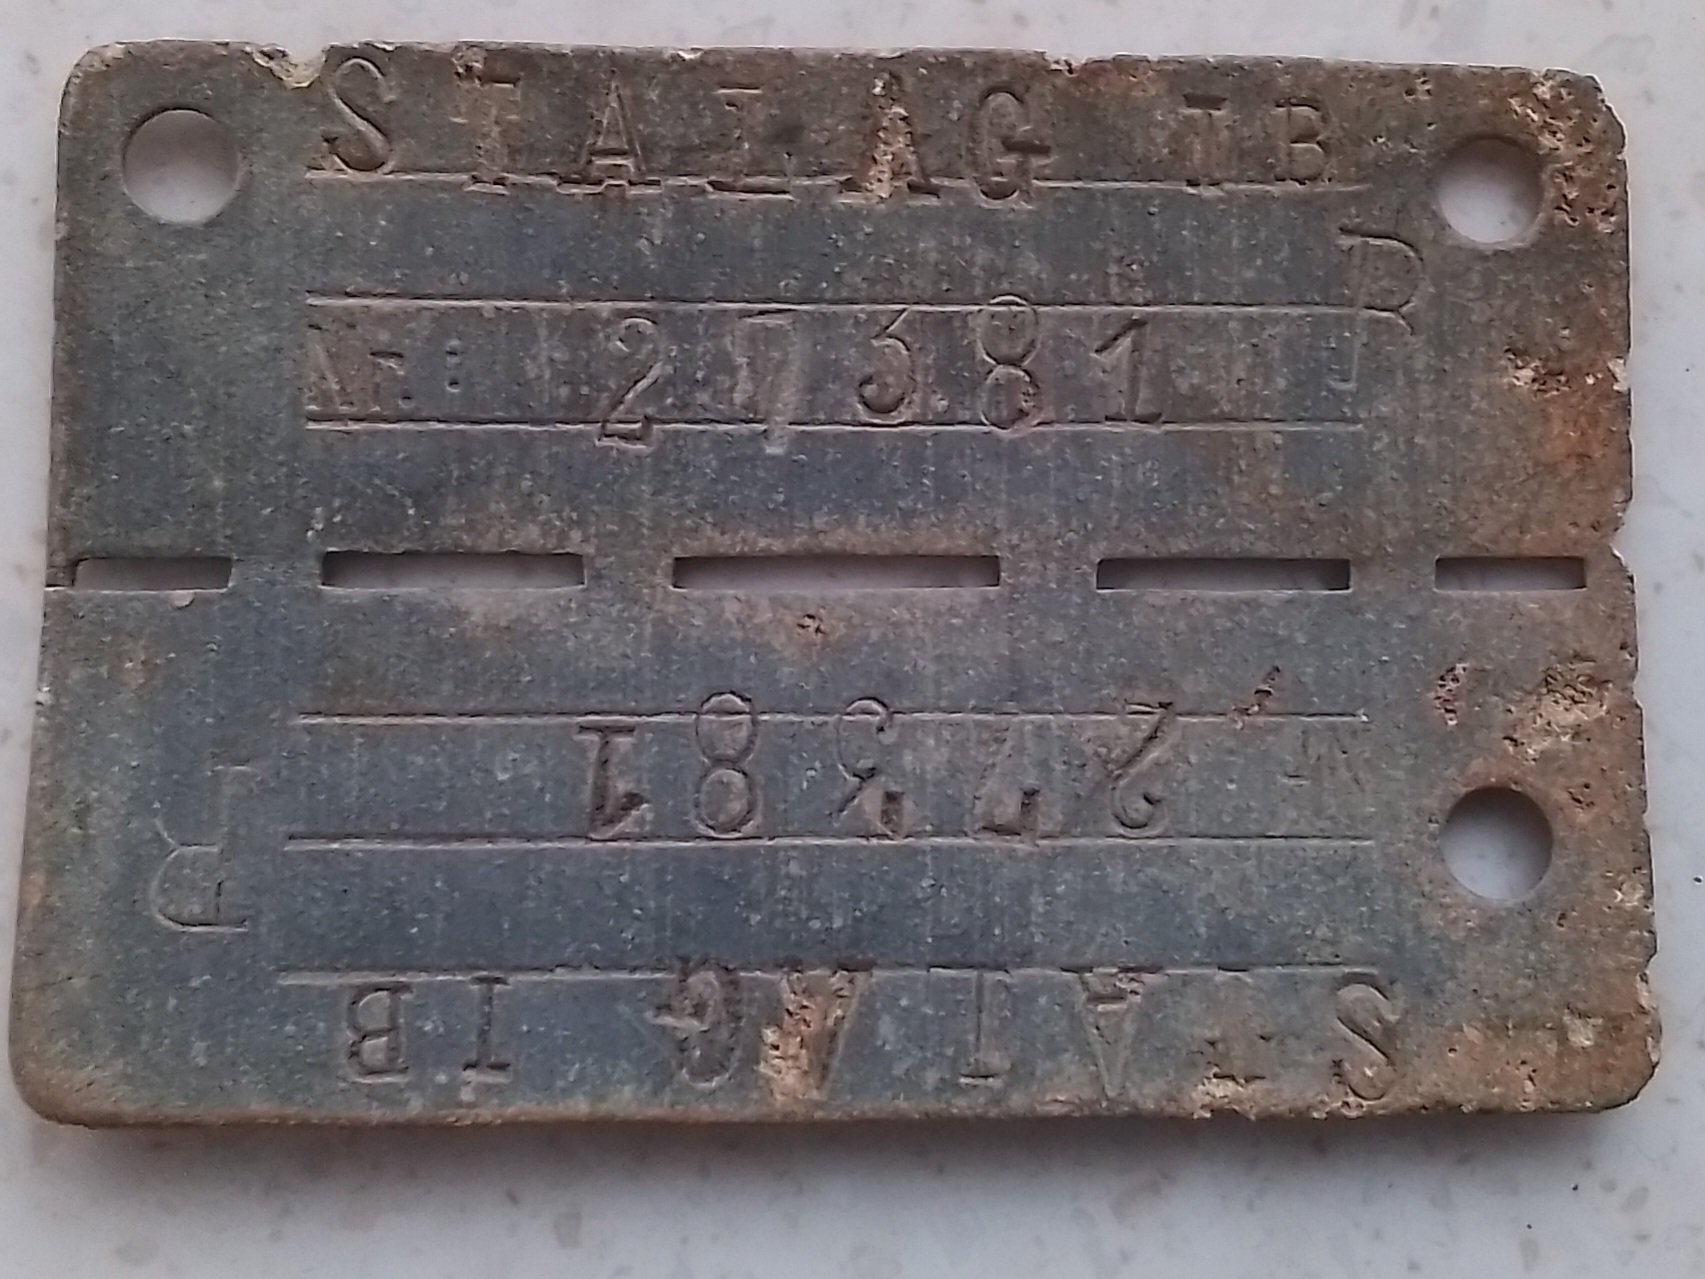 STALAG IB
Nr: 27381
Nr 27381
STALAG IB